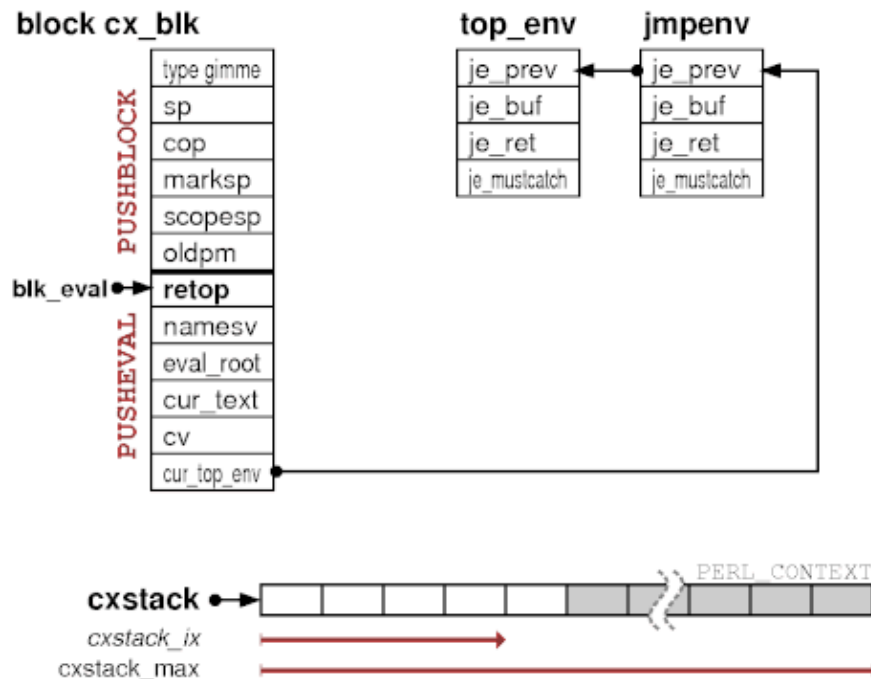 block cx_blk
top_env
jmpenv
type gimme
sp
cop
marksp
scopesp
oldpm
PUSHBLOCK
blk_eval
retop
namesv
eval_root
cur_text
cv
cur_top_env
PUSHEVAL
je_prev
je_buf
je_ret
je_mustcatch
je_prev
je_buf
je_ret
je_mustcatch
PERL_CONTEXT
cxstack
cxstack_ix
cxstack_max